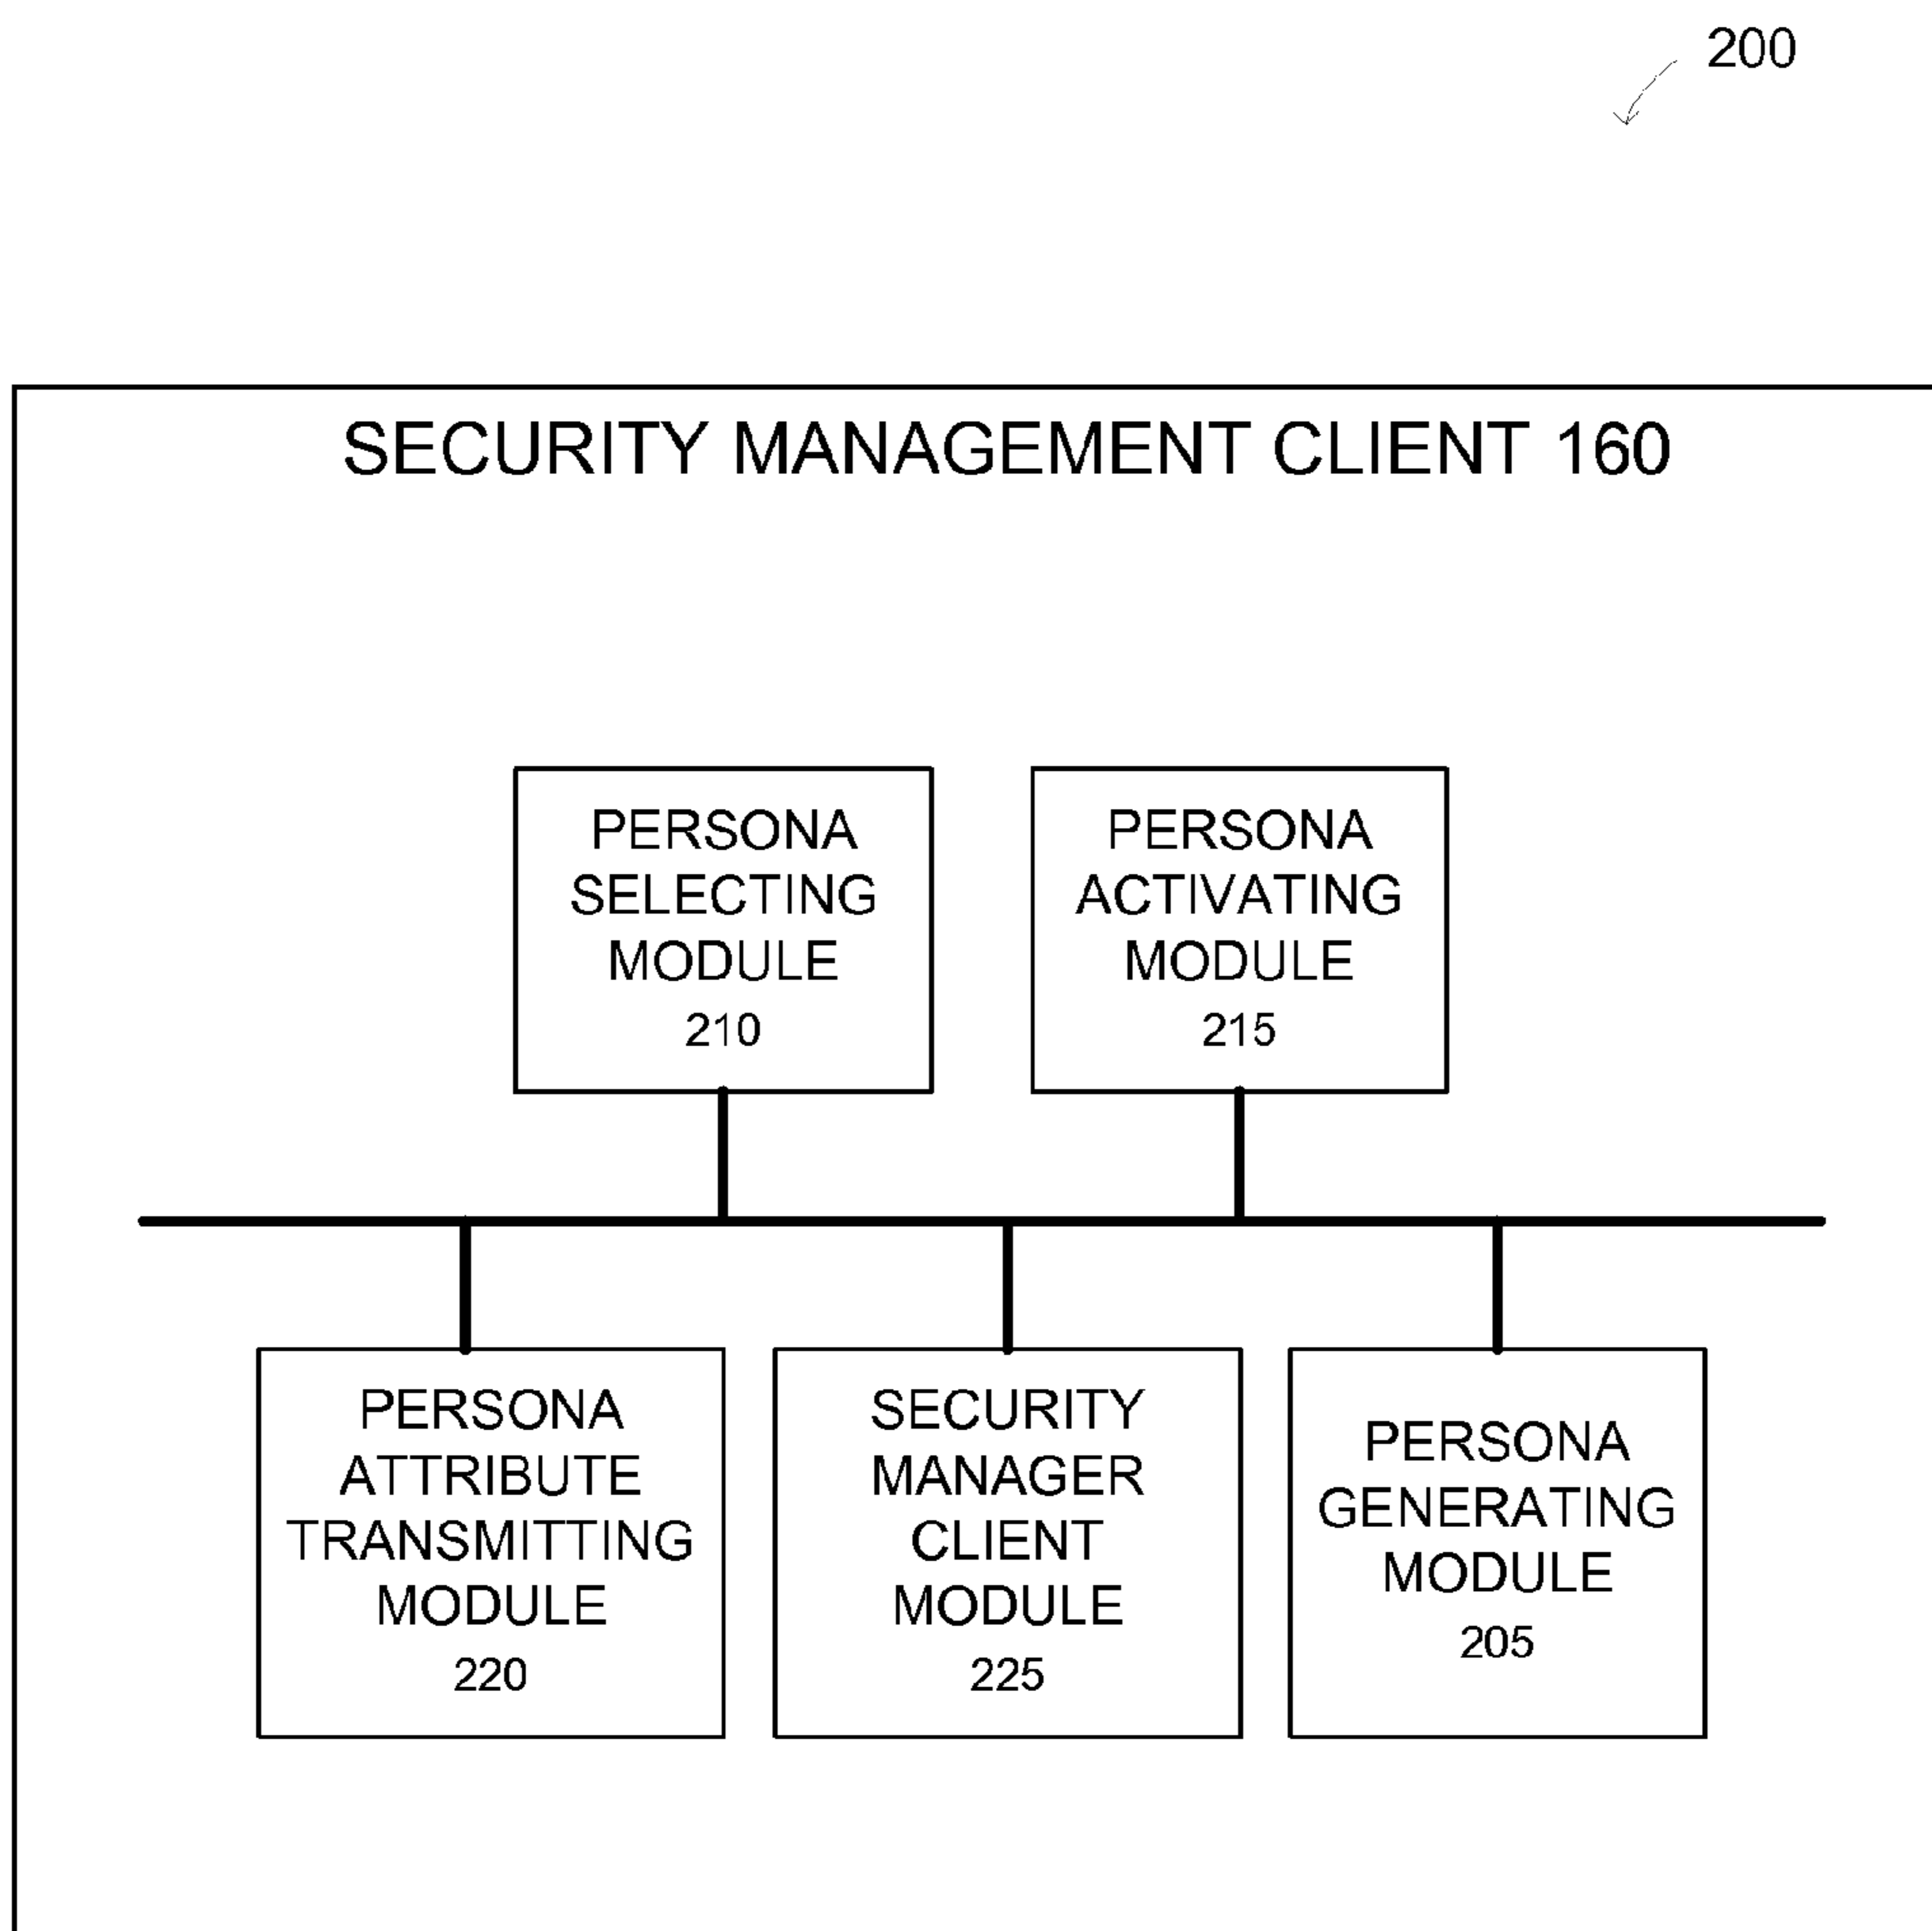 200
SECURITY MANAGEMENT CLIENT 160
PERSONA
SELECTING
MODULE
210
PERSONA
ACTIVATING
MODULE
215
PERSONA
ATTRIBUTE
TRANSMITTING
MODULE
220
SECURITY
MANAGER
CLIENT
MODULE
225
PERSONA
GENERATING
MODULE
205